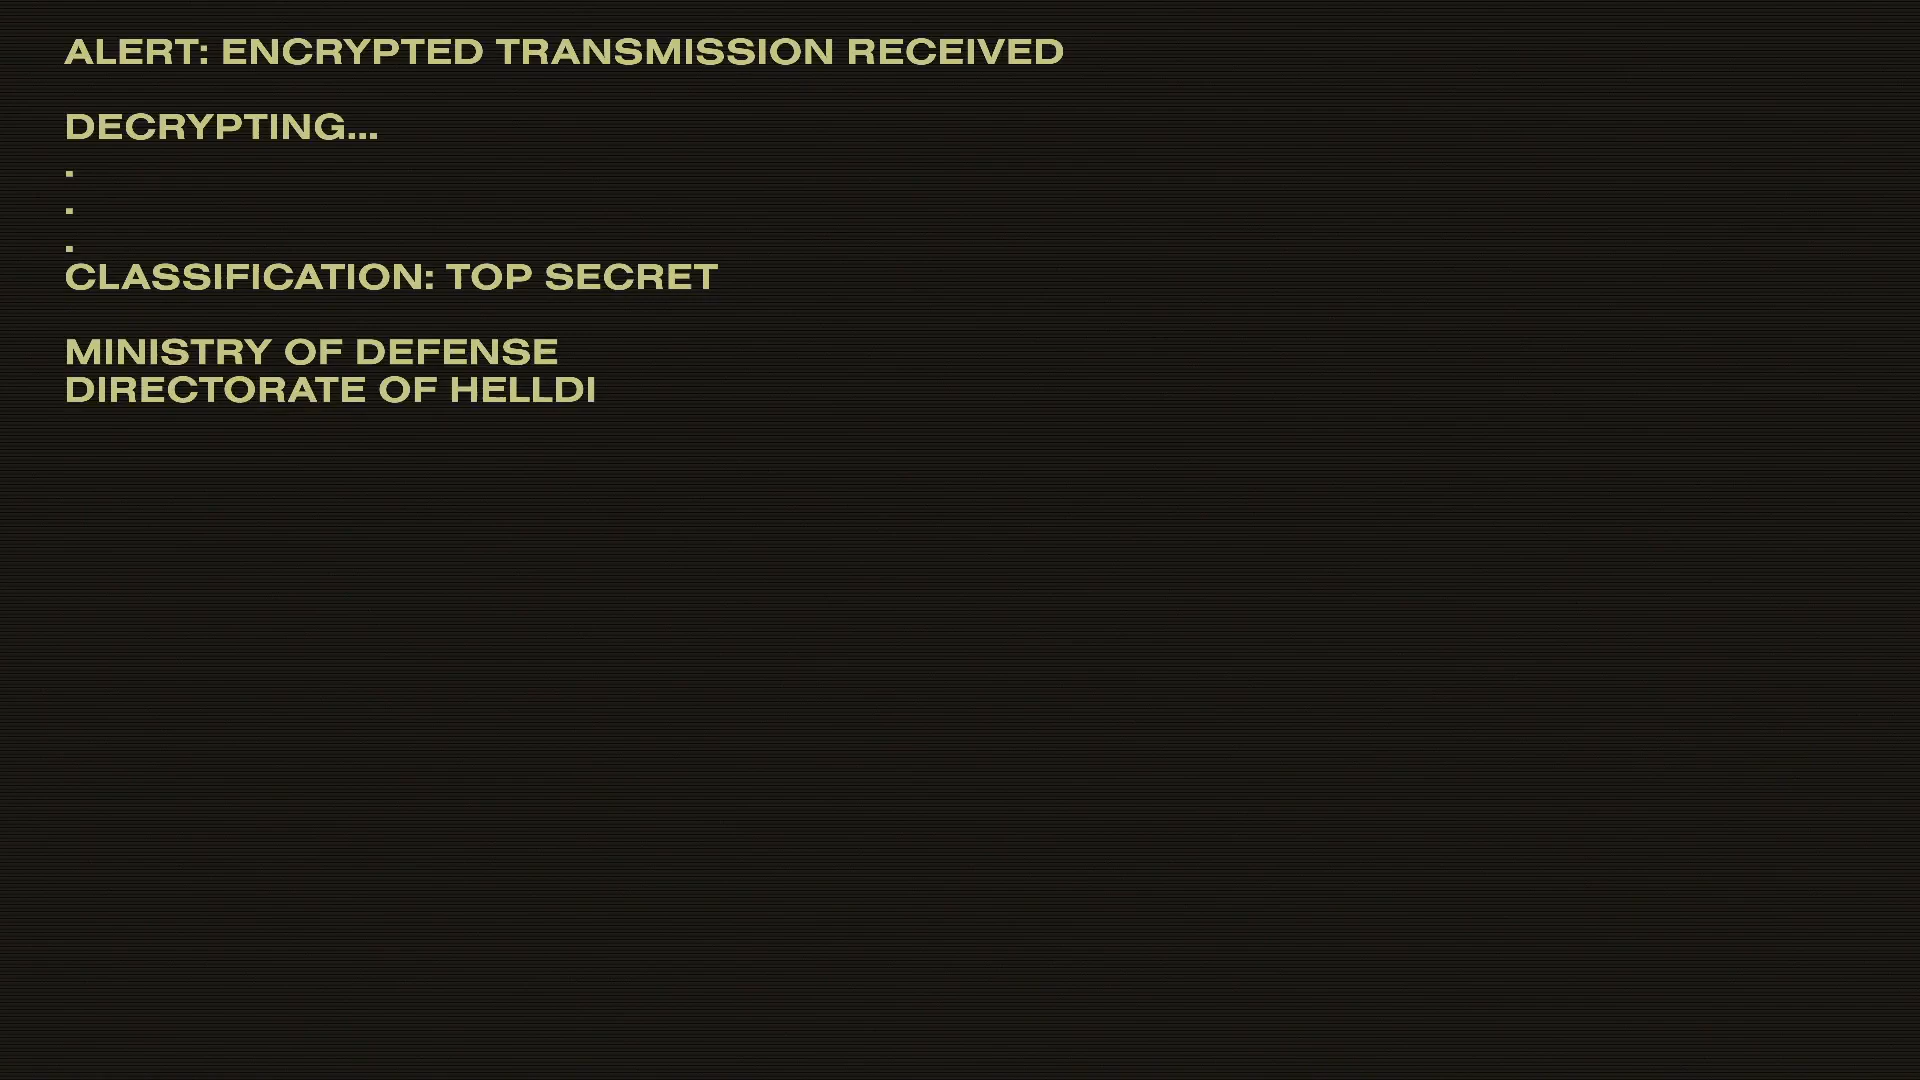 ALERT: ENCRYPTED TRANSMISSION RECEIVED
DECRYPTING...
.
.
.
CLASSIFICATION: TOP SECRET
MINISTRY OF DEFENSE
DIRECTORATE OF HELLDI